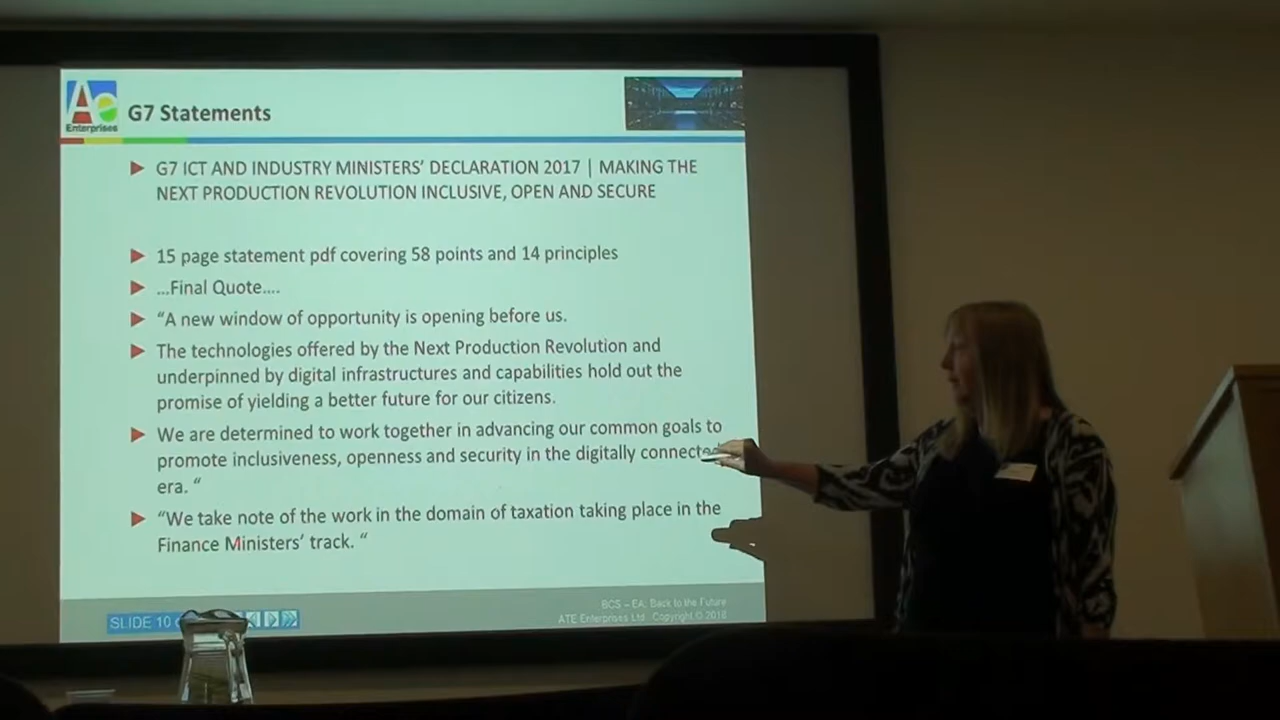 Ae
Enterprises
G7 Statements
G7 ICT AND INDUSTRY MINISTERS’ DECLARATION 2017 | MAKING THE
NEXT PRODUCTION REVOLUTION INCLUSIVE, OPEN AND SECURE
15 page statement pdf covering 58 points and 14 principles
...Final Quote....
“A new window of opportunity is opening before us.
The technologies offered by the Next Production Revolution and
underpinned by digital infrastructures and capabilities hold out the
promise of yielding a better future for our citizens.
We are determined to work together in advancing our common goals to
promote inclusiveness, openness and security in the digitally connected
era. “
“We take note of the work in the domain of taxation taking place in the
Finance Ministers’ track. “
SLIDE 10
BCS – EA: Back to the Future
ATE Enterprises Ltd. Copyright © 2018